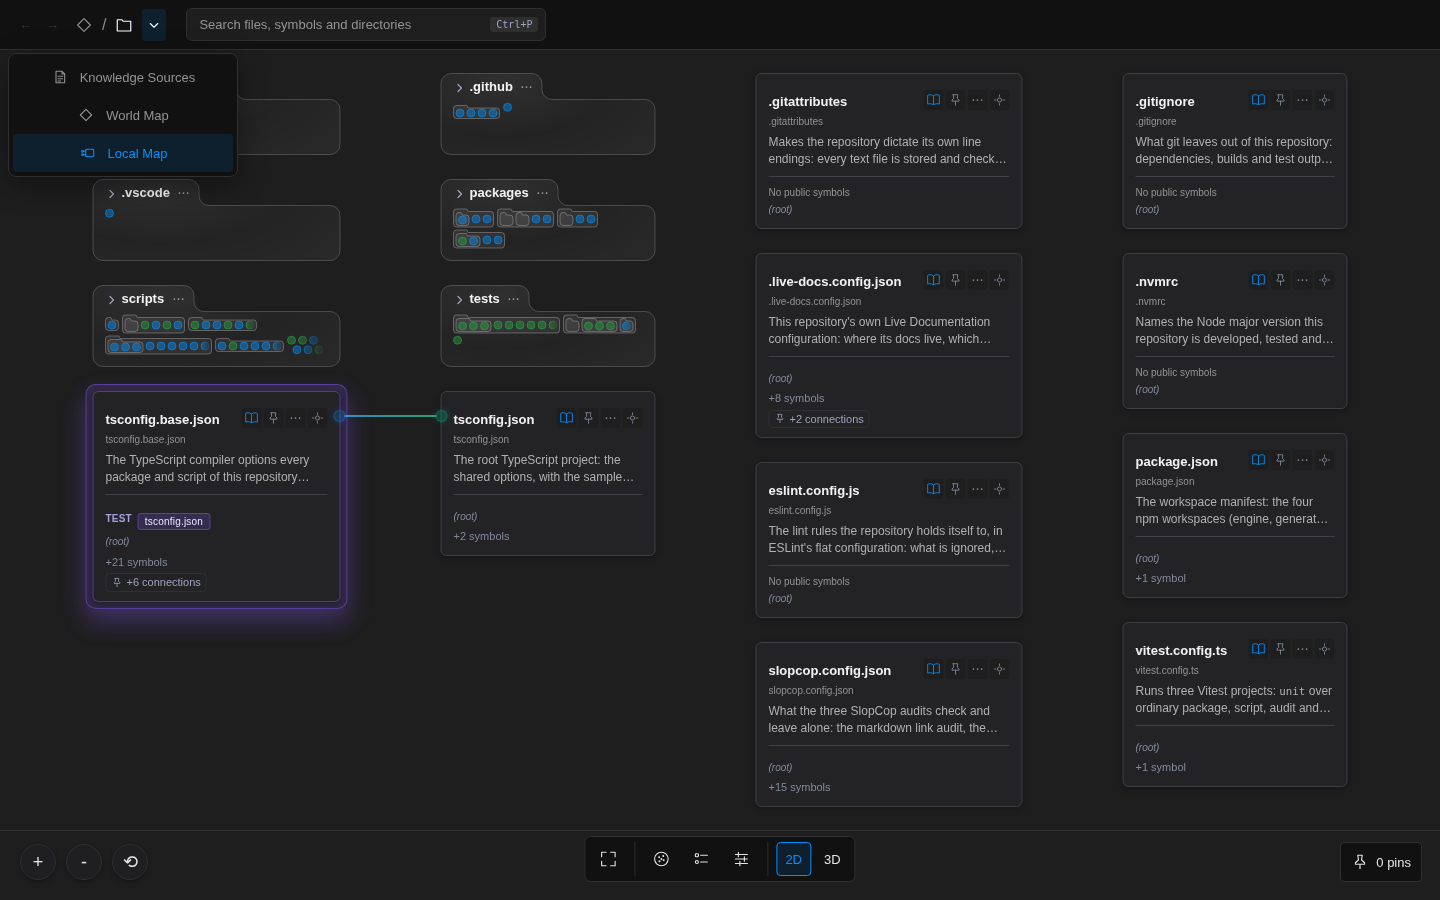 /
Search files, symbols and directories
Ctrl+P
Knowledge Sources
World Map
Local Map
.github
.vscode
packages
scripts
tests
tsconfig.base.json
tsconfig.base.json
The TypeScript compiler options every
package and script of this repository…
TEST tsconfig.json
(root)
+21 symbols
+6 connections
tsconfig.json
tsconfig.json
The root TypeScript project: the
shared options, with the sample…
(root)
+2 symbols
.gitattributes
.gitattributes
Makes the repository dictate its own line
endings: every text file is stored and check…
No public symbols
(root)
.live-docs.config.json
.live-docs.config.json
This repository's own Live Documentation
configuration: where its docs live, which…
(root)
+8 symbols
+2 connections
eslint.config.js
eslint.config.js
The lint rules the repository holds itself to, in
ESLint's flat configuration: what is ignored,…
No public symbols
(root)
slopcop.config.json
slopcop.config.json
What the three SlopCop audits check and
leave alone: the markdown link audit, the…
(root)
+15 symbols
.gitignore
.gitignore
What git leaves out of this repository:
dependencies, builds and test outp…
No public symbols
(root)
.nvmrc
.nvmrc
Names the Node major version this
repository is developed, tested and…
No public symbols
(root)
package.json
package.json
The workspace manifest: the four
npm workspaces (engine, generat…
(root)
+1 symbol
vitest.config.ts
vitest.config.ts
Runs three Vitest projects: unit over
ordinary package, script, audit and…
(root)
+1 symbol
+
-
2D
3D
0 pins